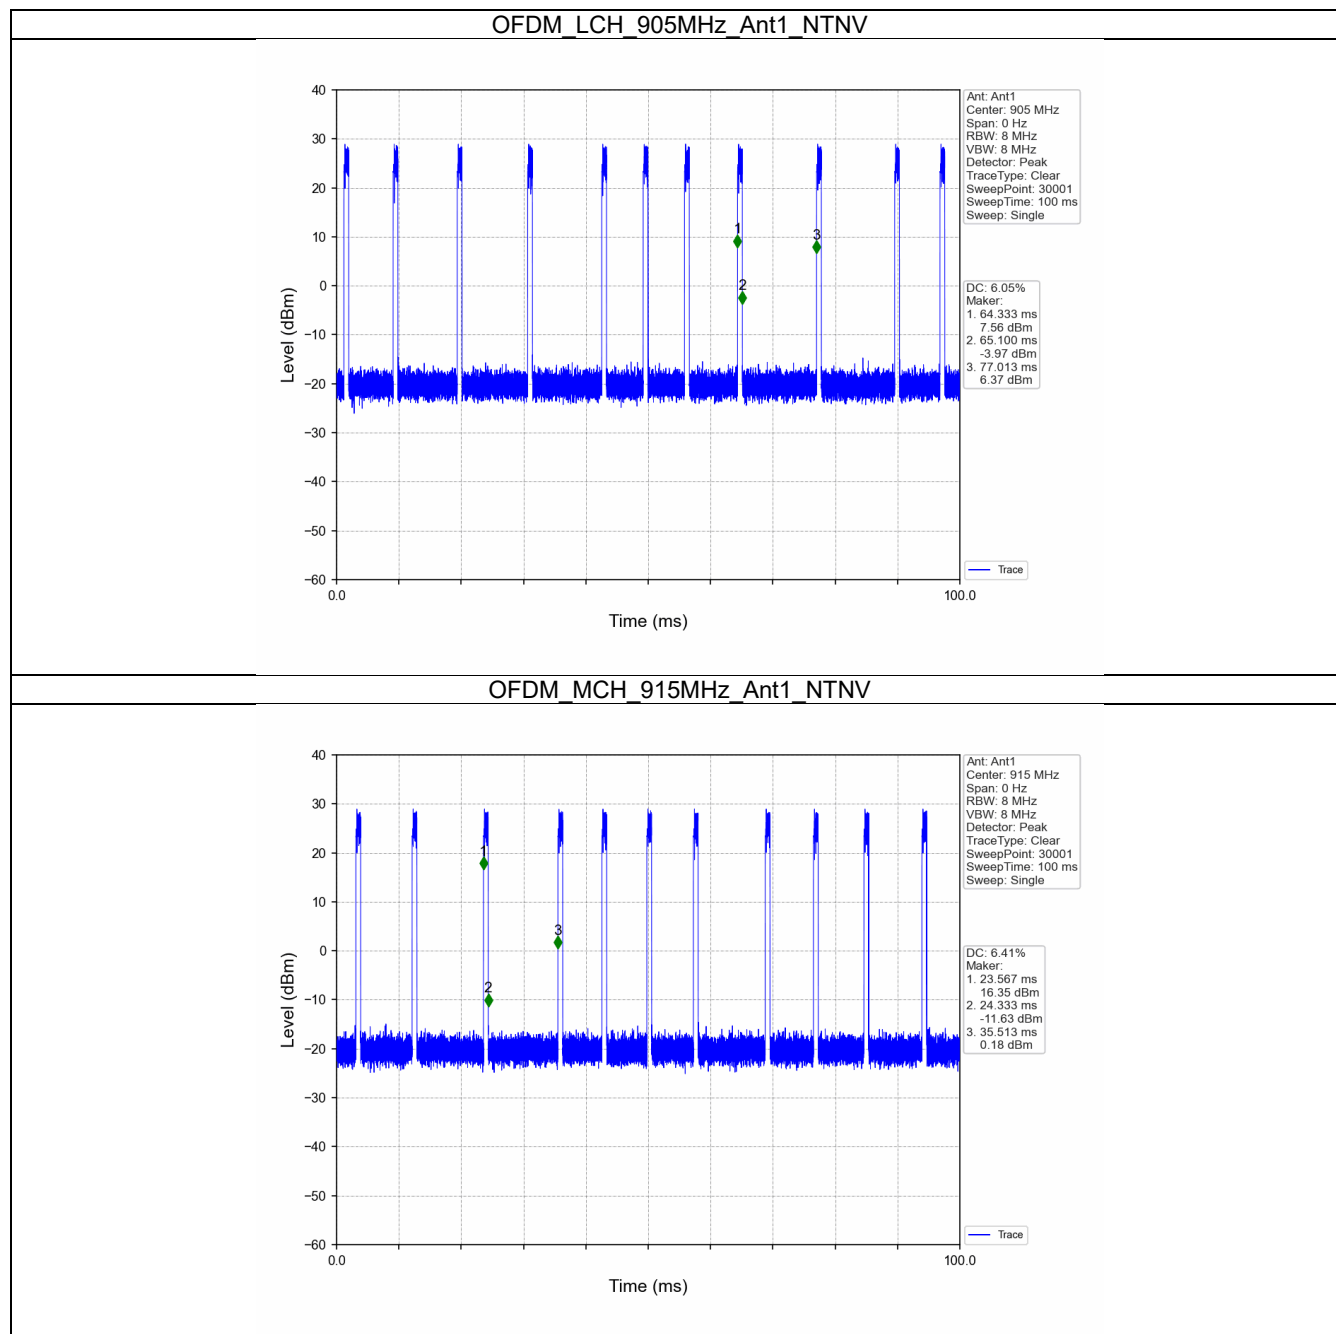 OFDM_LCH_905MHz_Ant1_NTNV
40
30
20
10
0
−10
−20
−30
−40
−50
−60
Level (dBm)
0.0
100.0
Time (ms)
1
2
3
Ant: Ant1
Center: 905 MHz
Span: 0 Hz
RBW: 8 MHz
VBW: 8 MHz
Detector: Peak
TraceType: Clear
SweepPoint: 30001
SweepTime: 100 ms
Sweep: Single
DC: 6.05%
Maker:
1. 64.333 ms
7.56 dBm
2. 65.100 ms
-3.97 dBm
3. 77.013 ms
6.37 dBm
Trace
OFDM_MCH_915MHz_Ant1_NTNV
40
30
20
10
0
−10
−20
−30
−40
−50
−60
Level (dBm)
0.0
100.0
Time (ms)
1
2
3
Ant: Ant1
Center: 915 MHz
Span: 0 Hz
RBW: 8 MHz
VBW: 8 MHz
Detector: Peak
TraceType: Clear
SweepPoint: 30001
SweepTime: 100 ms
Sweep: Single
DC: 6.41%
Maker:
1. 23.567 ms
16.35 dBm
2. 24.333 ms
-11.63 dBm
3. 35.513 ms
0.18 dBm
Trace